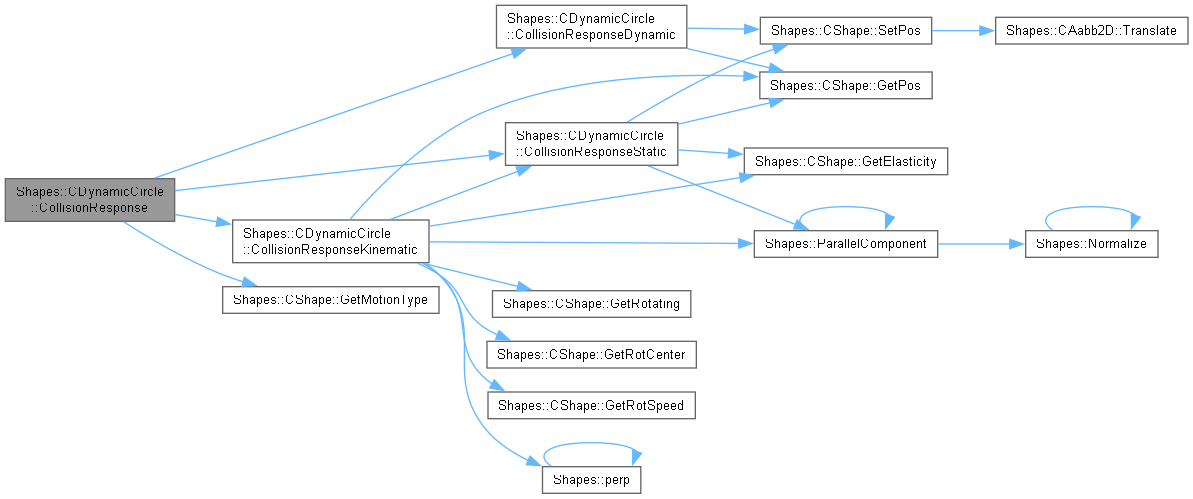 Shapes::CDynamicCircle
::CollisionResponse
Shapes::CDynamicCircle
::CollisionResponseDynamic
Shapes::CDynamicCircle
::CollisionResponseStatic
Shapes::CDynamicCircle
::CollisionResponseKinematic
Shapes::CShape::GetMotionType
Shapes::CShape::SetPos
Shapes::CAabb2D::Translate
Shapes::CShape::GetPos
Shapes::CShape::GetElasticity
Shapes::ParallelComponent
Shapes::Normalize
Shapes::CShape::GetRotating
Shapes::CShape::GetRotCenter
Shapes::CShape::GetRotSpeed
Shapes::perp